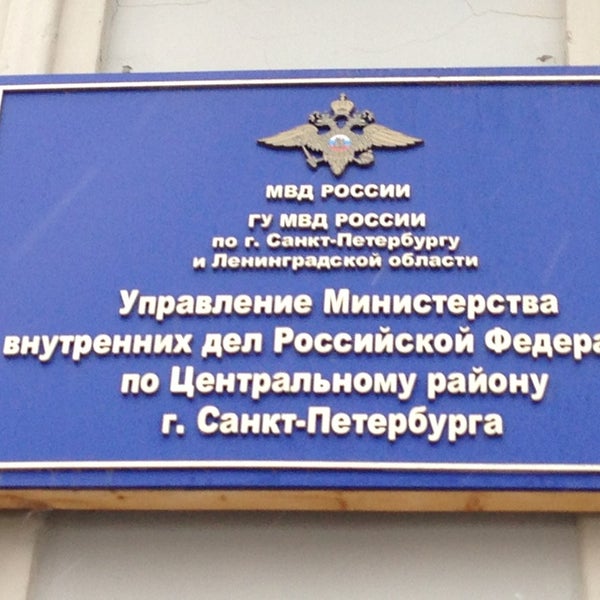 МВД РОССИИ
ГУ МВД РОССИИ
по г. Санкт-Петербургу
и Ленинградской области
Управление Министерства
внутренних дел Российской Федера
по Центральному району
г. Санкт-Петербурга